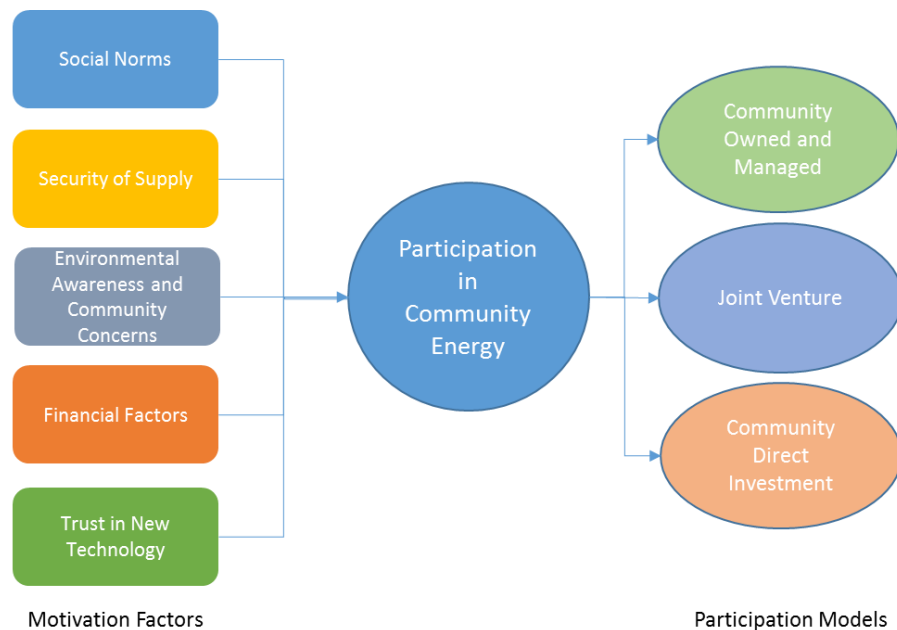 Social Norms
Security of Supply
Environmental
Awareness and
Community
Concerns
Financial Factors
Trust in New
Technology
Motivation Factors
Participation
in
Community
Energy
Community
Owned and
Managed
Joint Venture
Community
Direct
Investment
Participation Models